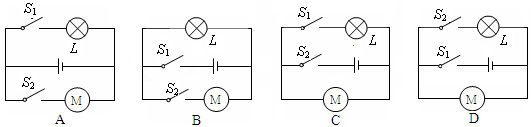 S₁ L S₂ M A
L S₁ S₂ M B
S₁ L S₂ M C
S₂ L S₁ M D